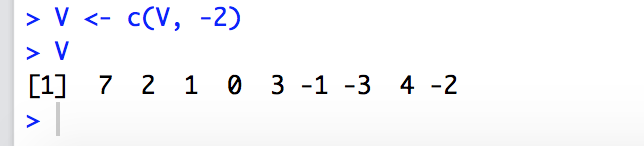 > V <- c(V, -2)
> V
[1]  7  2  1  0  3 -1 -3  4 -2
>